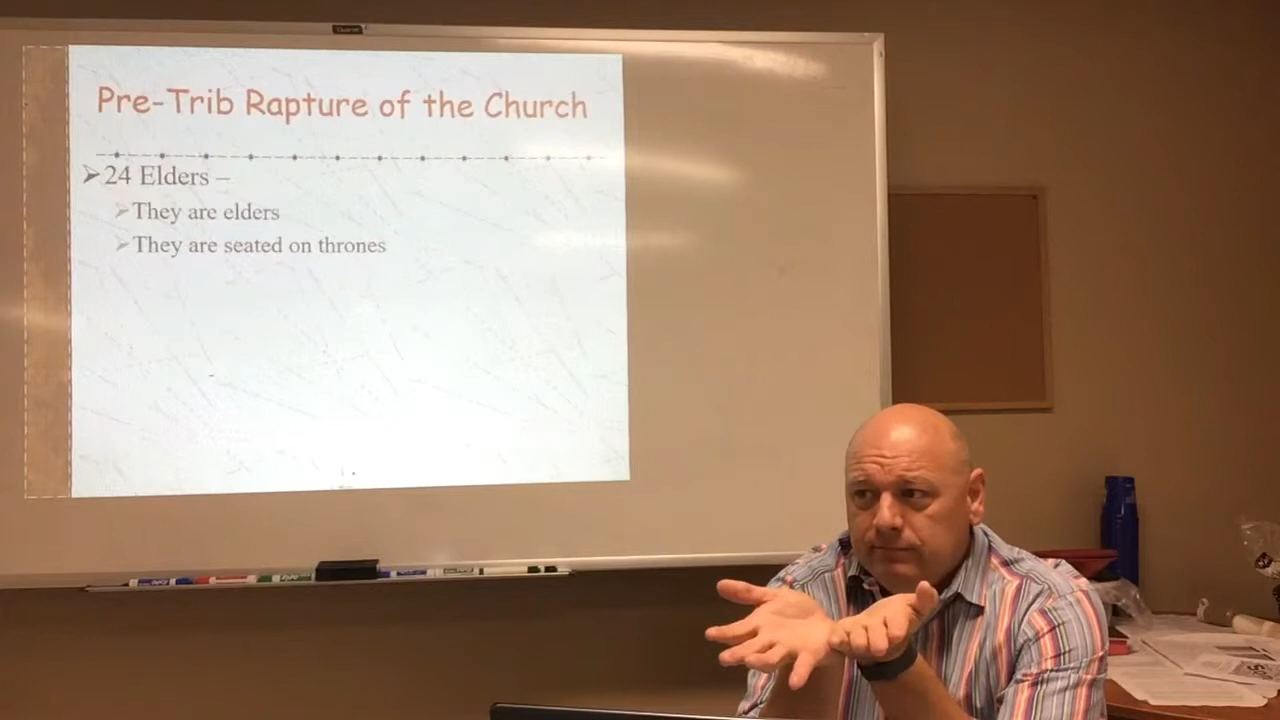 Pre-Trib Rapture of the Church
➢24 Elders –
➢They are elders
➢They are seated on thrones